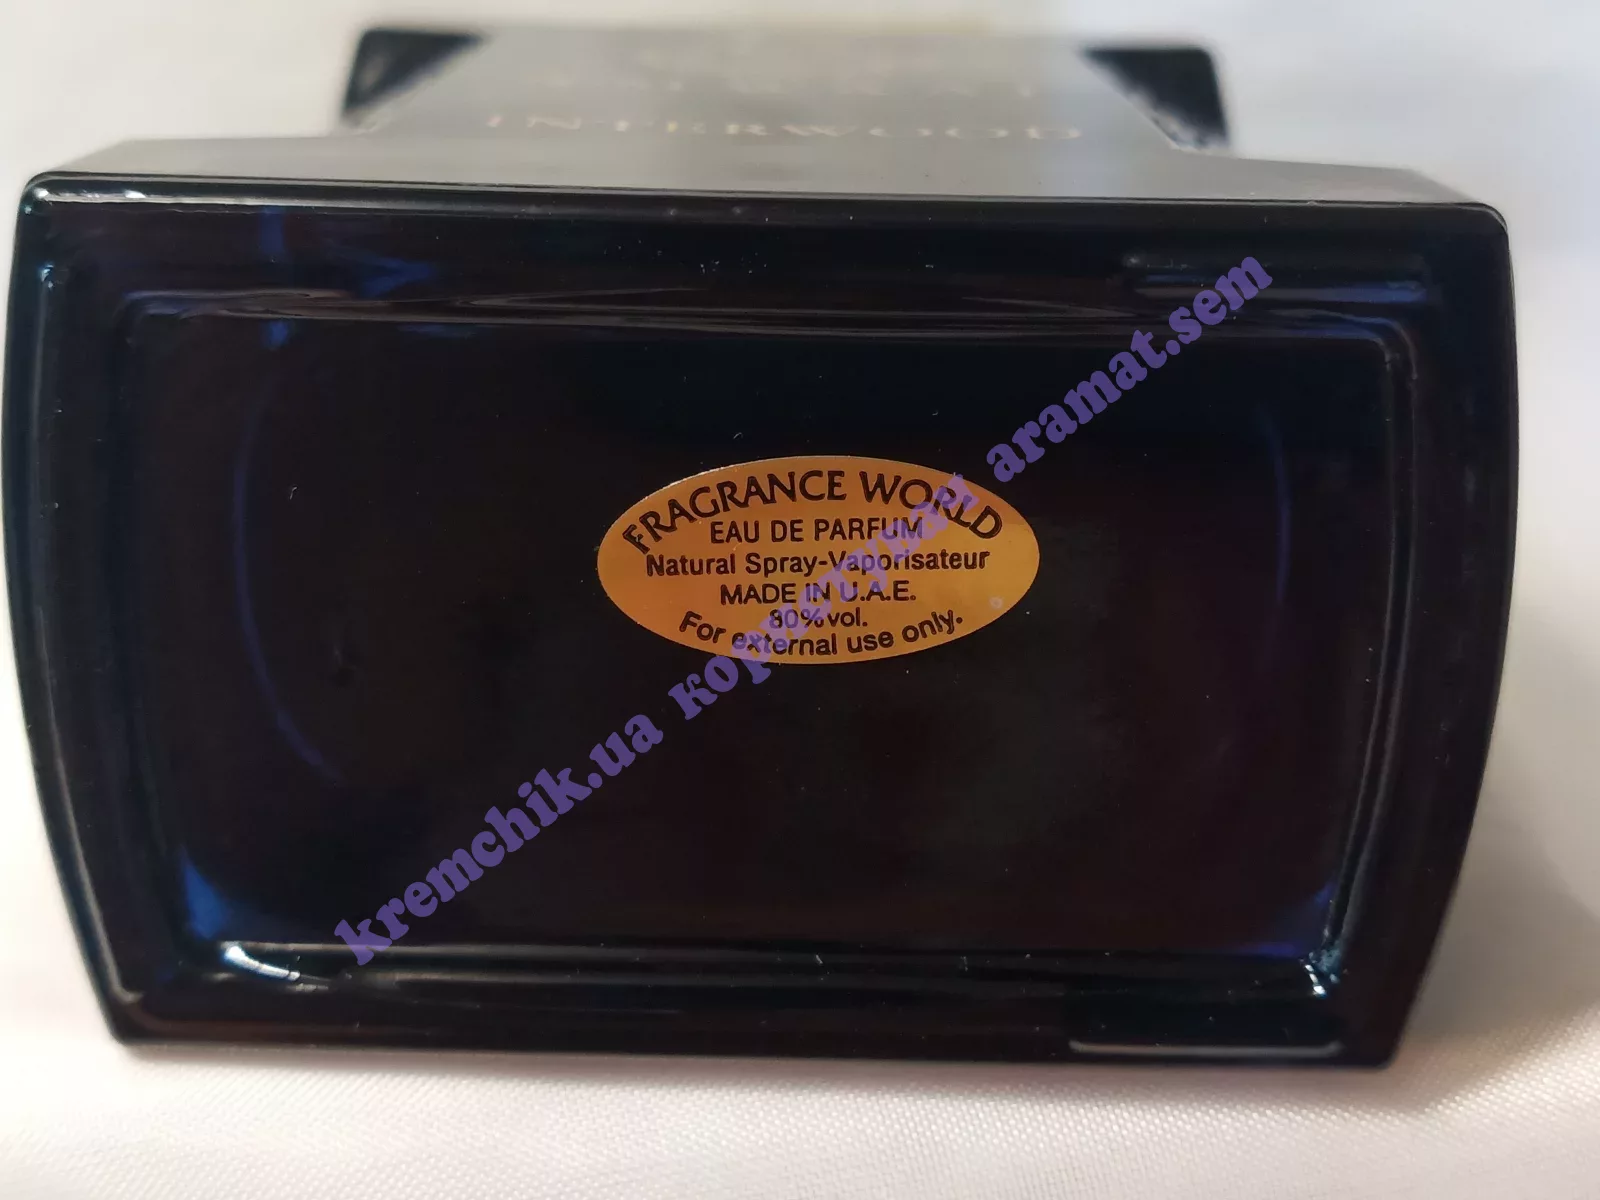 INTERWOOD
FRAGRANCE WORLD
EAU DE PARFUM
Natural Spray-Vaporisateur
MADE IN U.A.E.
80% vol.
For external use only.
kremchik.ua користувач aramat.sem